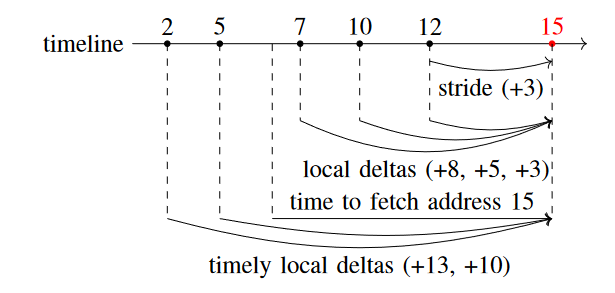 2 5 7 10 12 15
timeline
stride (+3)
local deltas (+8, +5, +3)
time to fetch address 15
timely local deltas (+13, +10)